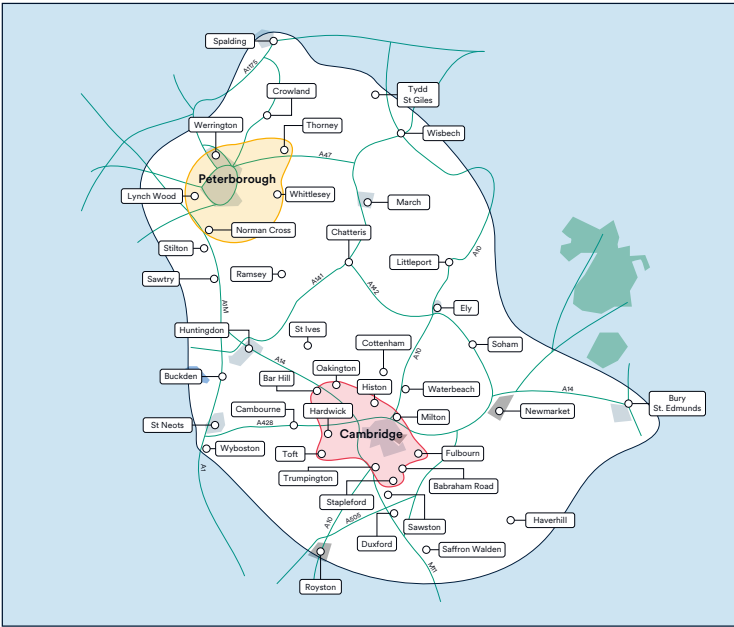 Spalding
A1175
Crowland
Tydd
St Giles
Werrington
Thorney
Wisbech
A47
Peterborough
Lynch Wood
Whittlesey
March
Norman Cross
Chatteris
Stilton
A10
Littleport
Ramsey
Sawtry
A141
A142
A1M
Ely
Huntingdon
St Ives
Cottenham
Soham
A14
A10
Oakington
Buckden
Bar Hill
Histon
Waterbeach
A14
Bury
St. Edmunds
Cambourne
Hardwick
Milton
Newmarket
St Neots
A428
Cambridge
Wyboston
Toft
Fulbourn
A1
Trumpington
Babraham Road
Stapleford
A10
A505
Sawston
Haverhill
Duxford
Saffron Walden
M11
Royston